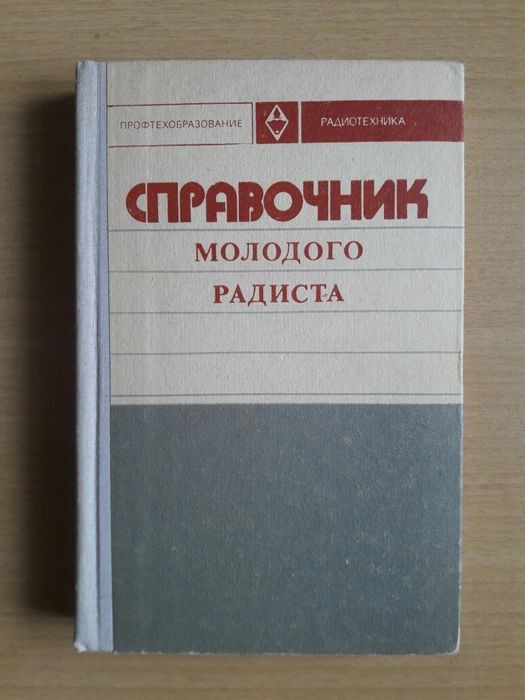 ПРОФТЕХОБРАЗОВАНИЕ РАДИОТЕХНИКА
СПРАВОЧНИК
МОЛОДОГО
РАДИСТА